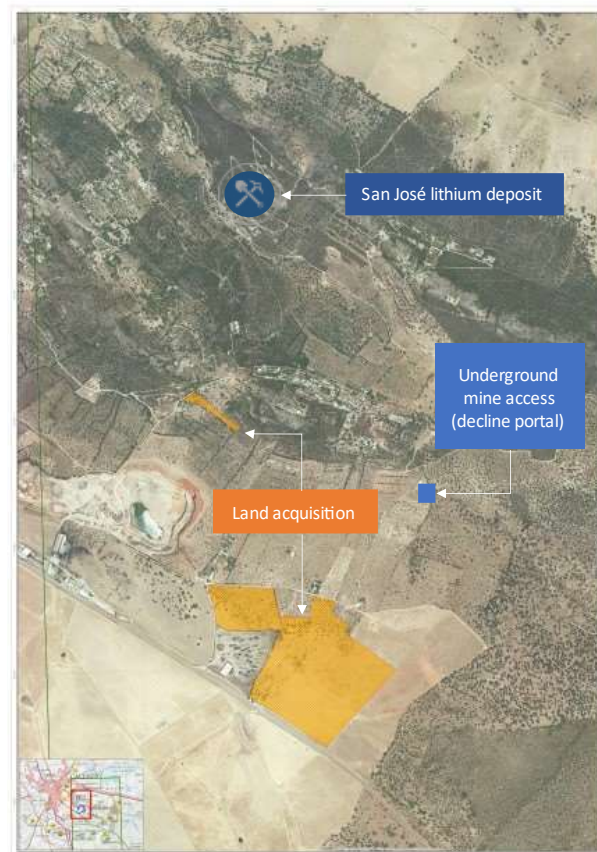 San José lithium deposit
Underground
mine access
(decline portal)
Land acquisition